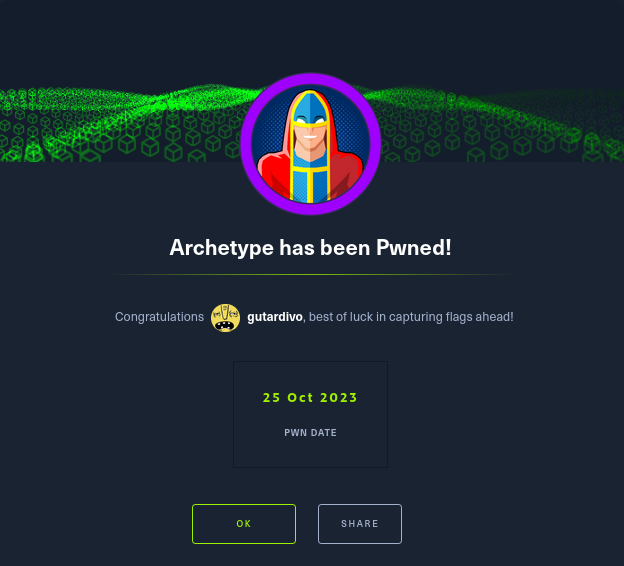 Archetype has been Pwned!
Congratulations gutardivo, best of luck in capturing flags ahead!
25 Oct 2023
PWN DATE
OK
SHARE